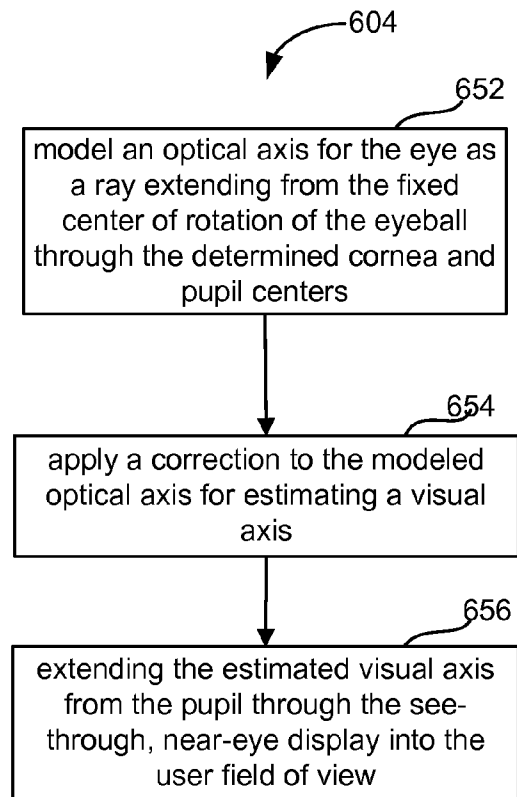 604
652
model an optical axis for the eye as
a ray extending from the fixed
center of rotation of the eyeball
through the determined cornea and
pupil centers
654
apply a correction to the modeled
optical axis for estimating a visual
axis
656
extending the estimated visual axis
from the pupil through the see-
through, near-eye display into the
user field of view